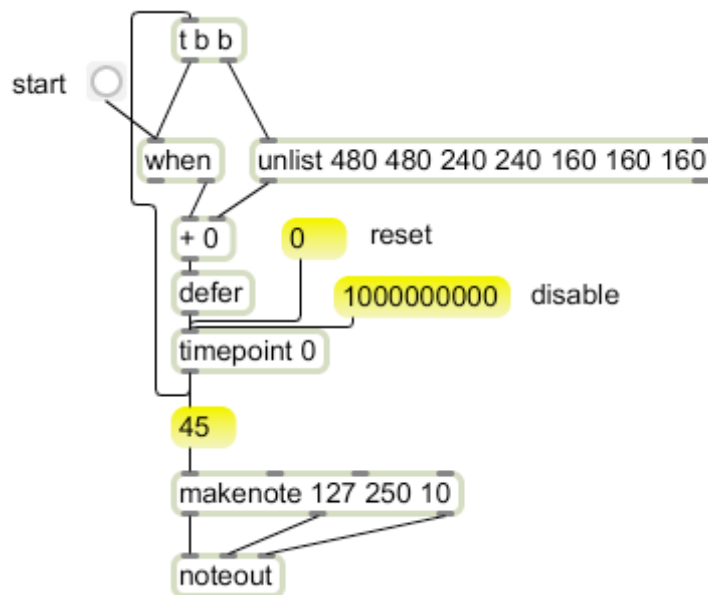 t b b
start
when
unlist 480 480 240 240 160 160 160
+ 0
0
reset
defer
1000000000
disable
timepoint 0
45
makenote 127 250 10
noteout